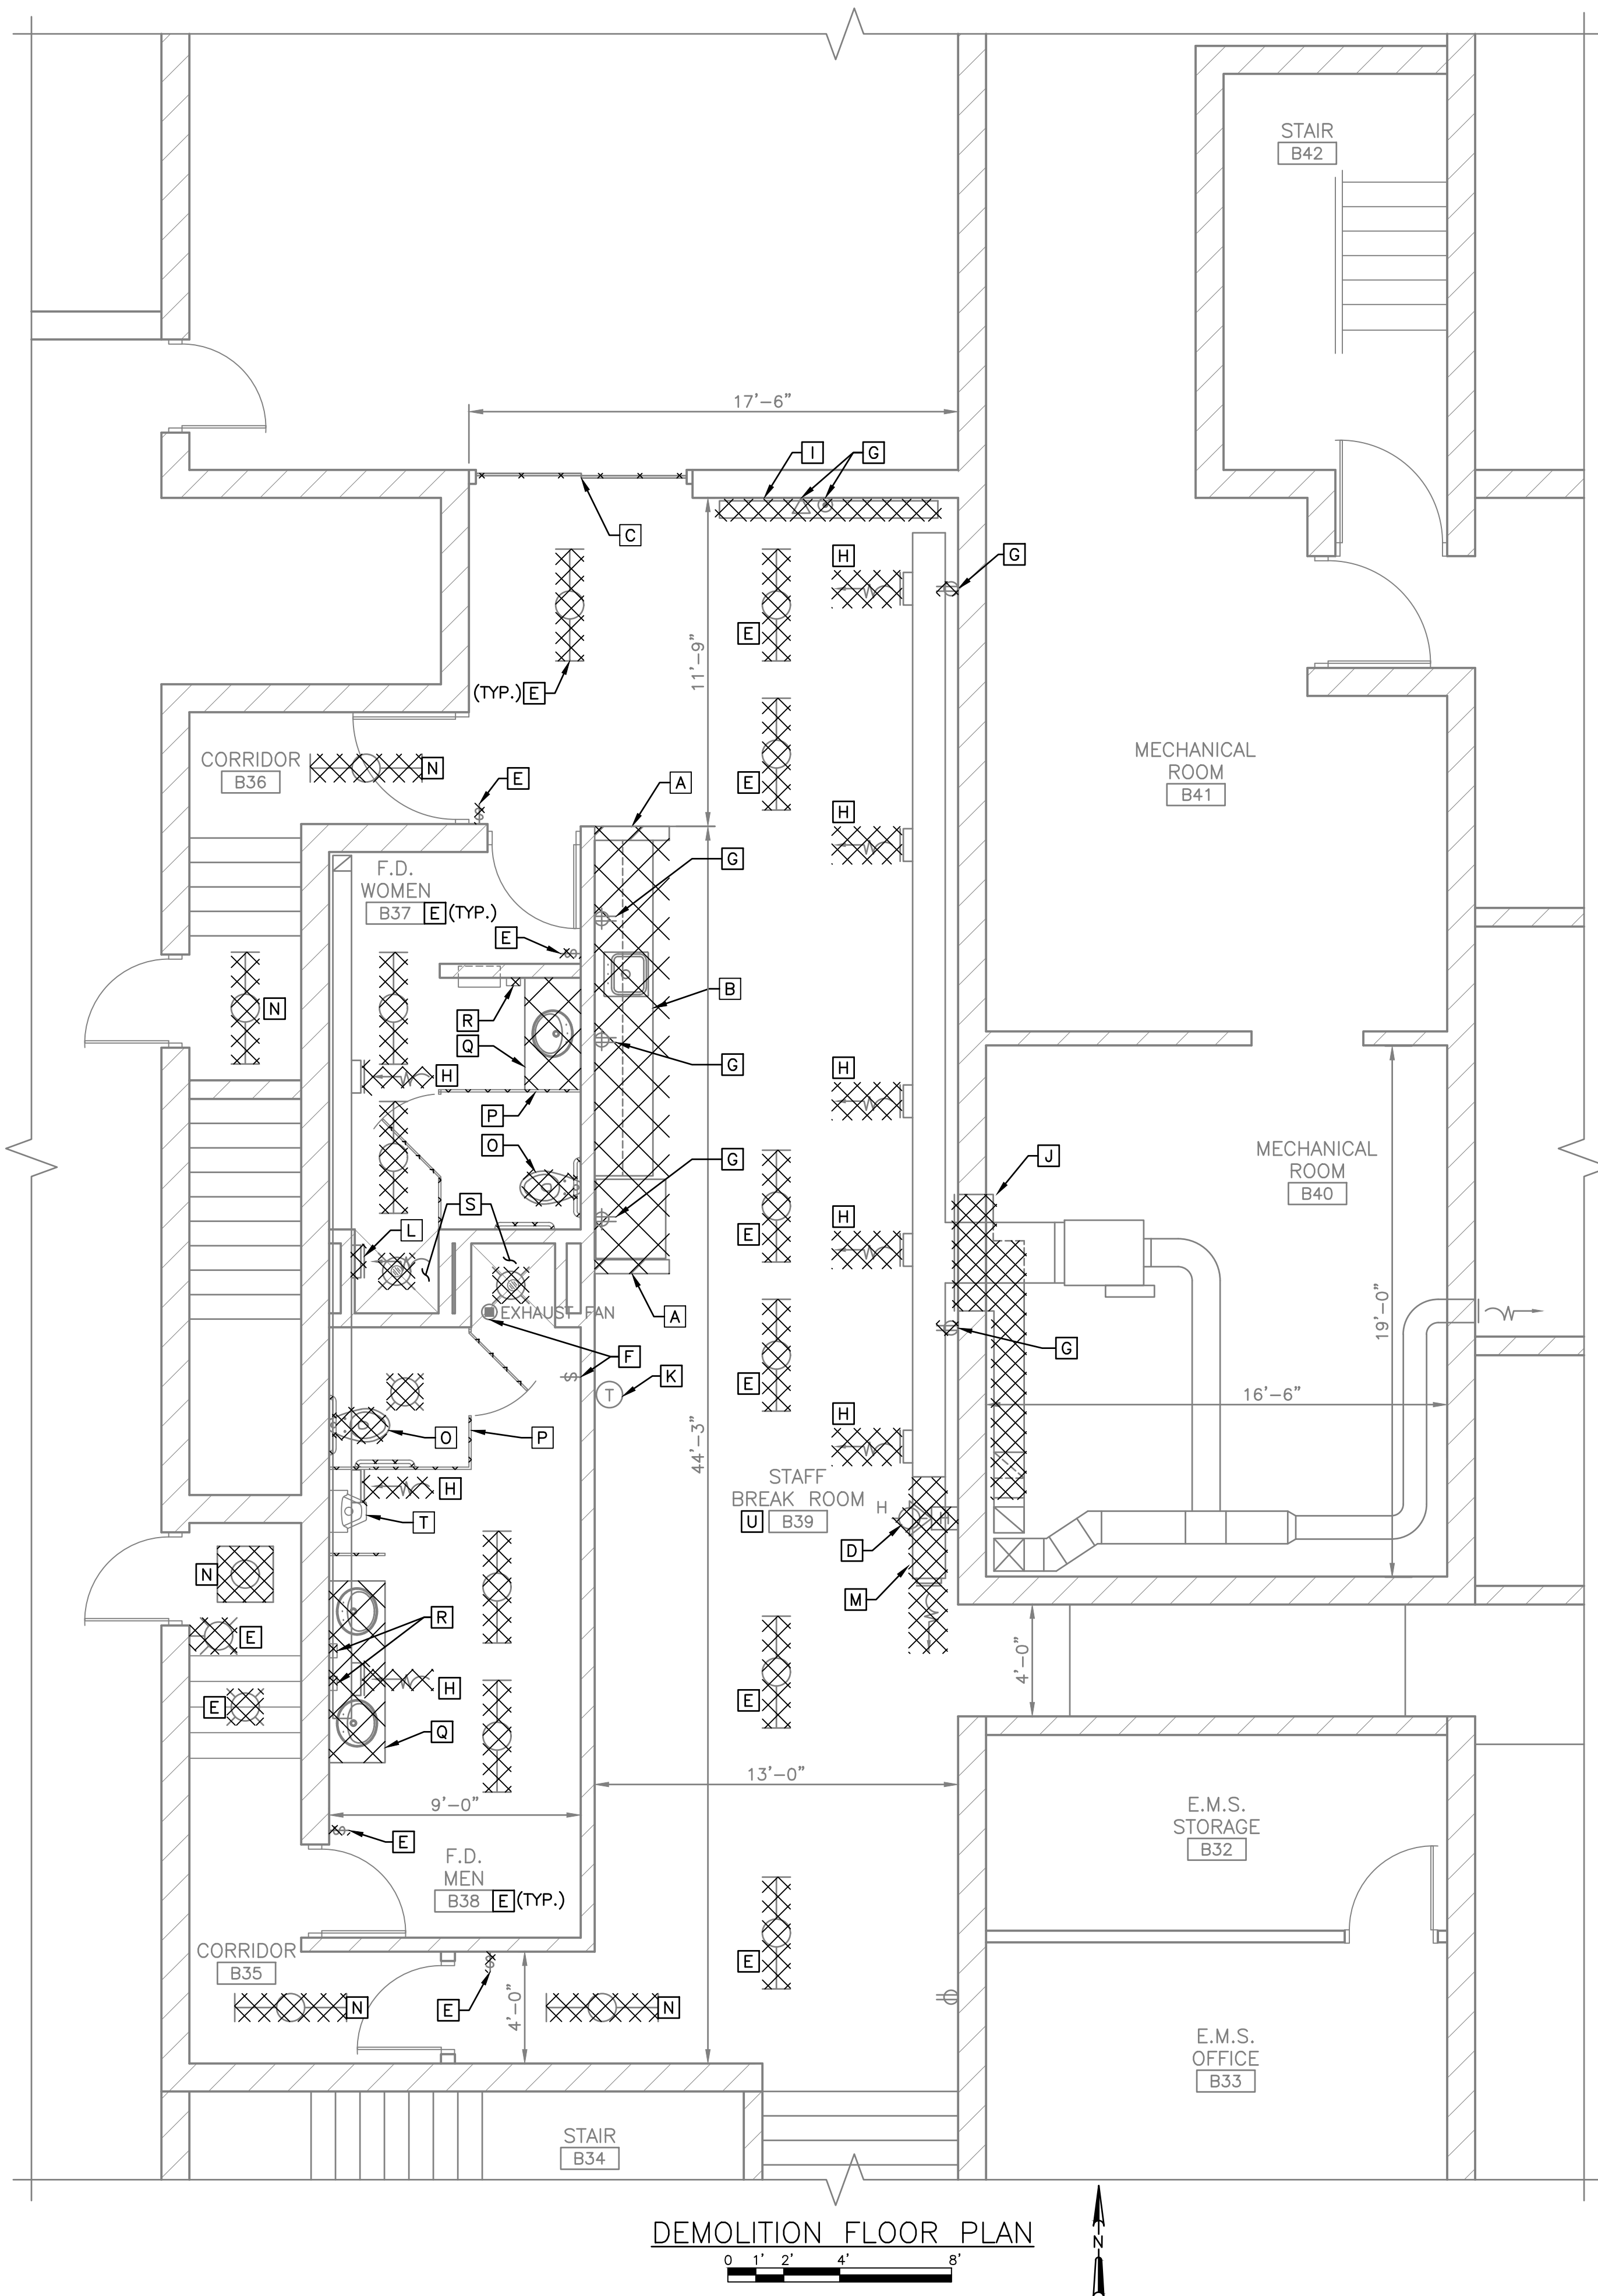 STAIR
B42
17'-6"
I
G
C
H
G
11'-9"
E
(TYP.) E
MECHANICAL
ROOM
B41
CORRIDOR
B36
N
E
A
E
H
G
F.D.
WOMEN
B37 E (TYP.)
E
B
N
R
Q
H
G
H
P
O
MECHANICAL
ROOM
B40
J
G
S
L
E
H
EXHAUST FAN
A
19'-0"
F
S
G
K
T
E
16'-6"
O
P
44'-3"
H
STAFF
BREAK ROOM
U B39
H
H
H
T
D
N
M
R
E
4'-0"
H
E
E
Q
13'-0"
9'-0"
E.M.S.
STORAGE
B32
E
F.D.
MEN
B38 E (TYP.)
CORRIDOR
B35
E
N
E
4'-0"
N
E.M.S.
OFFICE
B33
STAIR
B34
DEMOLITION FLOOR PLAN
0 1' 2' 4' 8'
N